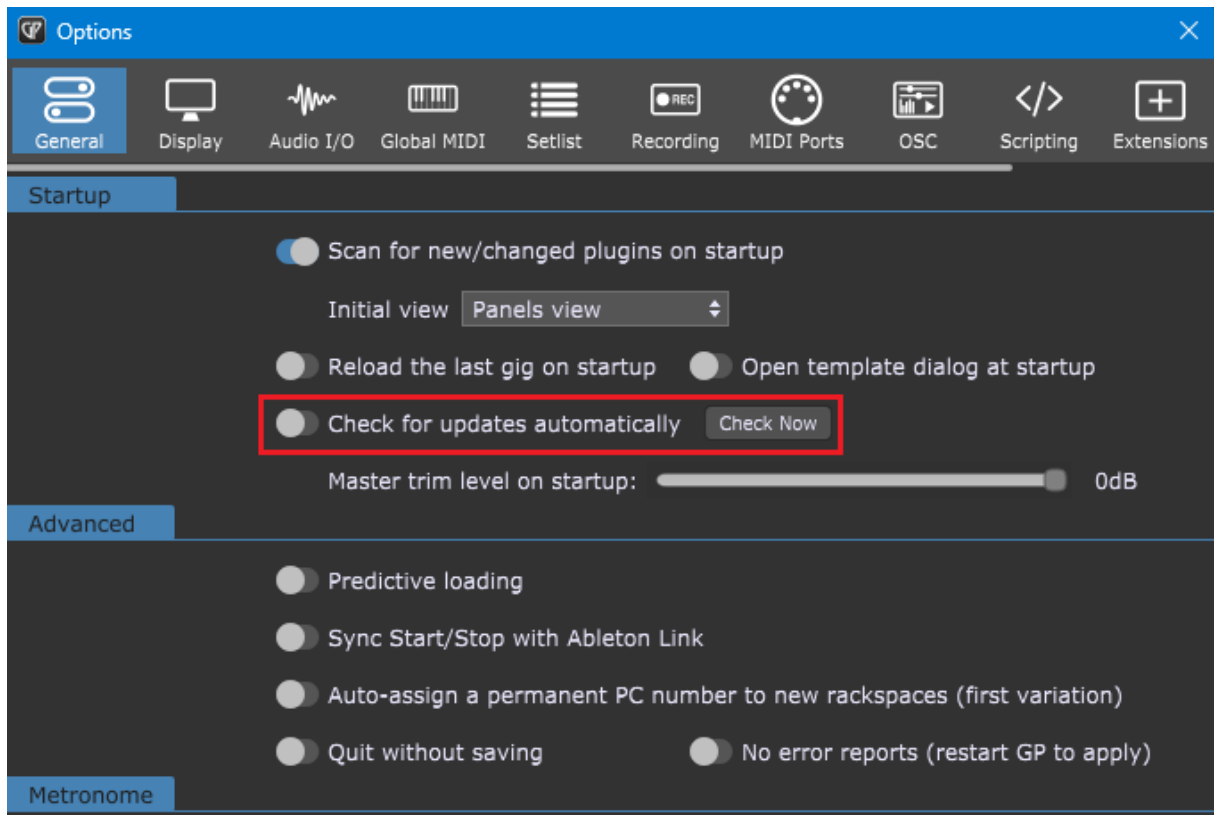 GP Options
General Display Audio I/O Global MIDI Setlist REC Recording MIDI Ports OSC </> Scripting Extensions
Startup
Scan for new/changed plugins on startup
Initial view Panels view
Reload the last gig on startup Open template dialog at startup
Check for updates automatically Check Now
Master trim level on startup: 0dB
Advanced
Predictive loading
Sync Start/Stop with Ableton Link
Auto-assign a permanent PC number to new rackspaces (first variation)
Quit without saving No error reports (restart GP to apply)
Metronome